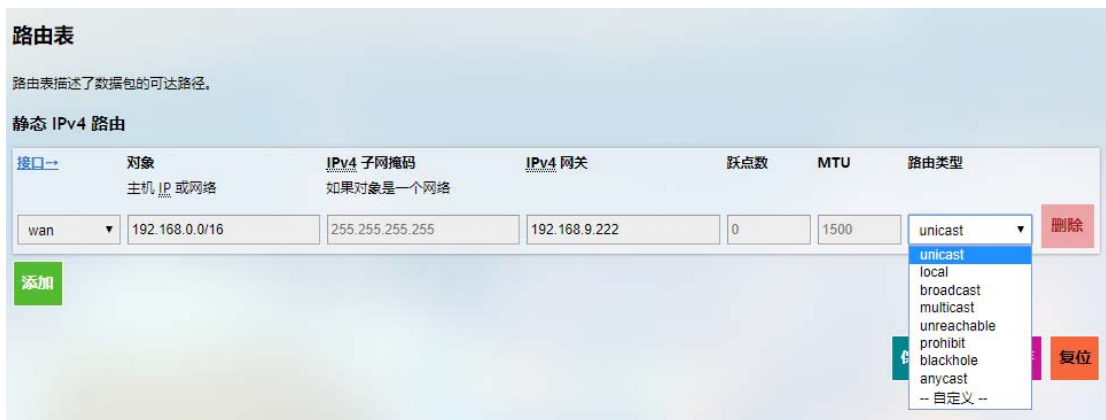 路由表
路由表描述了数据包的可达路径。
静态 IPv4 路由
接口→ 对象 IPv4 子网掩码 IPv4 网关 跃点数 MTU 路由类型
主机 IP 或网络 如果对象是一个网络
wan 192.168.0.0/16 255.255.255.255 192.168.9.222 0 1500 unicast 删除
添加
unicast
local
broadcast
multicast
unreachable
prohibit
blackhole
anycast
-- 自定义 --
复位